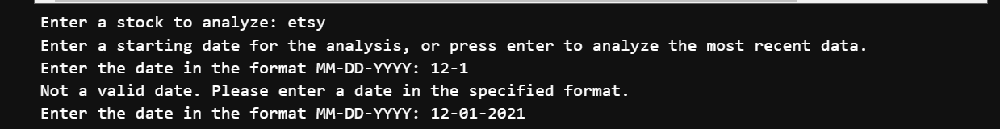 Enter a stock to analyze: etsy
Enter a starting date for the analysis, or press enter to analyze the most recent data.
Enter the date in the format MM-DD-YYYY: 12-1
Not a valid date. Please enter a date in the specified format.
Enter the date in the format MM-DD-YYYY: 12-01-2021